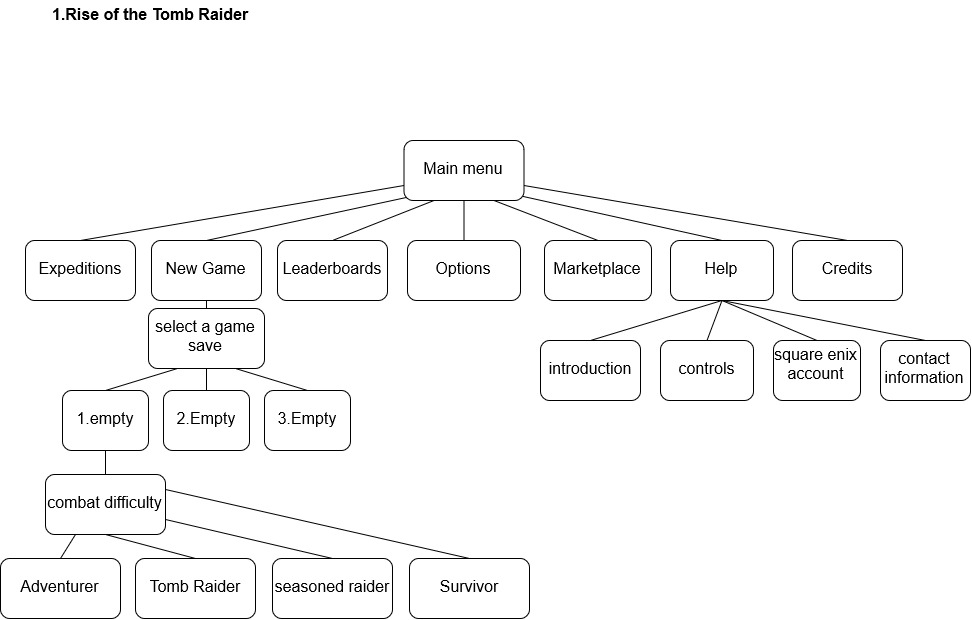 1.Rise of the Tomb Raider
Main menu
Expeditions
New Game
Leaderboards
Options
Marketplace
Help
Credits
select a game
save
introduction
controls
square enix
account
contact
information
1.empty
2.Empty
3.Empty
combat difficulty
Adventurer
Tomb Raider
seasoned raider
Survivor